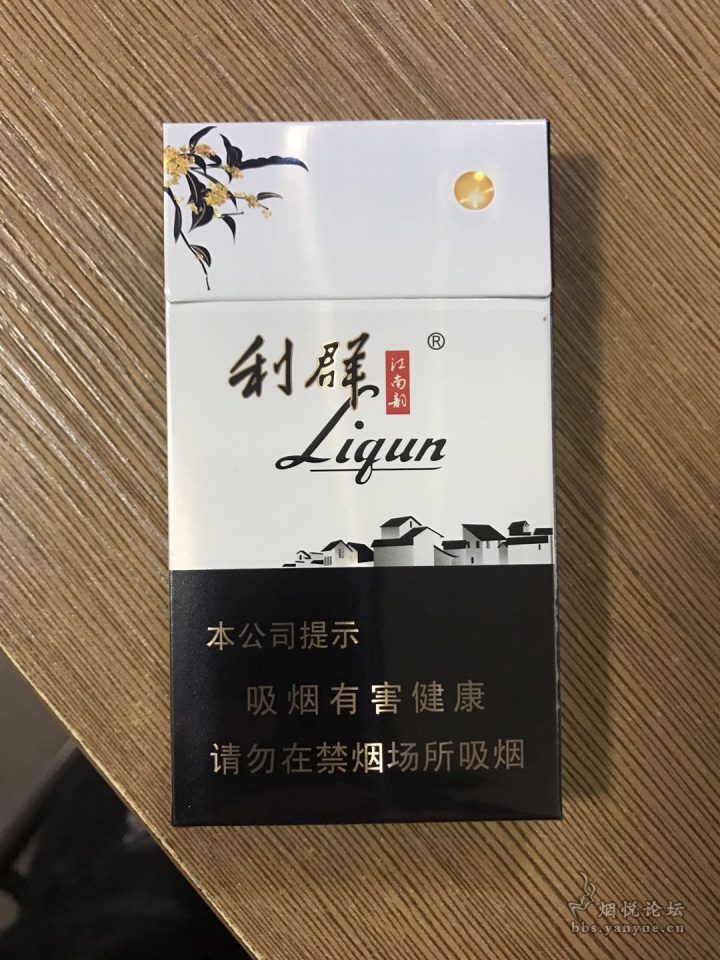 利群
江南韵
®
Liqun
本公司提示
吸烟有害健康
请勿在禁烟场所吸烟
烟悦论坛
bbs.yanyue.cn